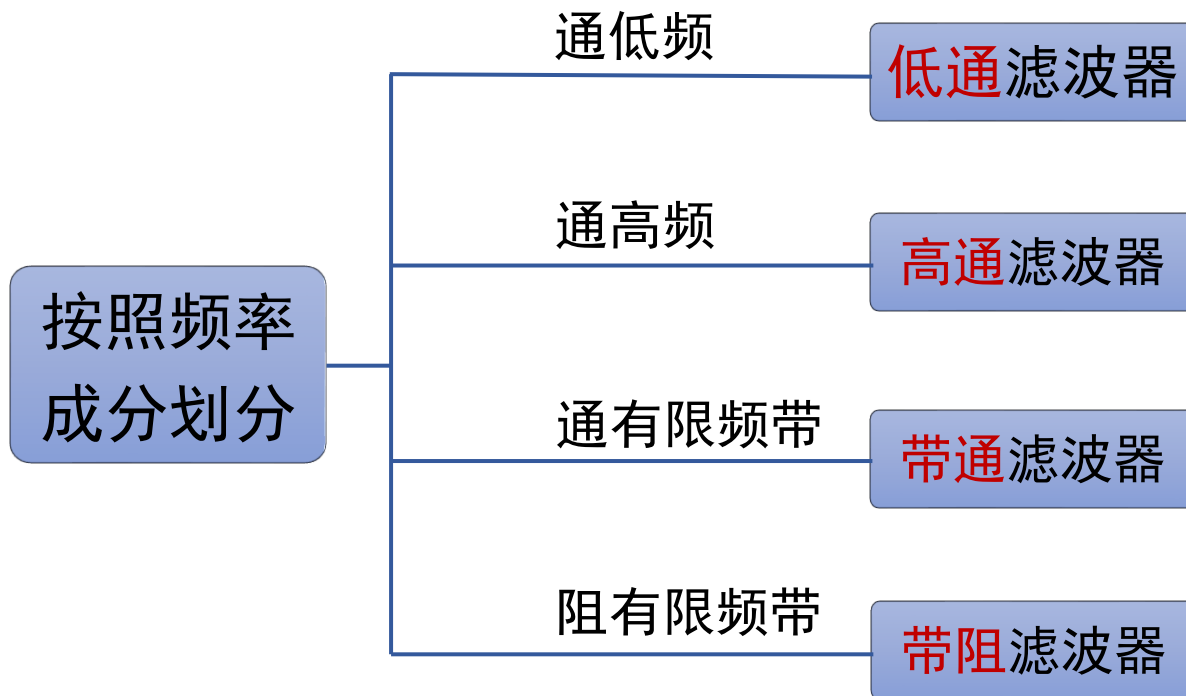 通低频
低通滤波器
通高频
高通滤波器
按照频率
成分划分
通有限频带
带通滤波器
阻有限频带
带阻滤波器